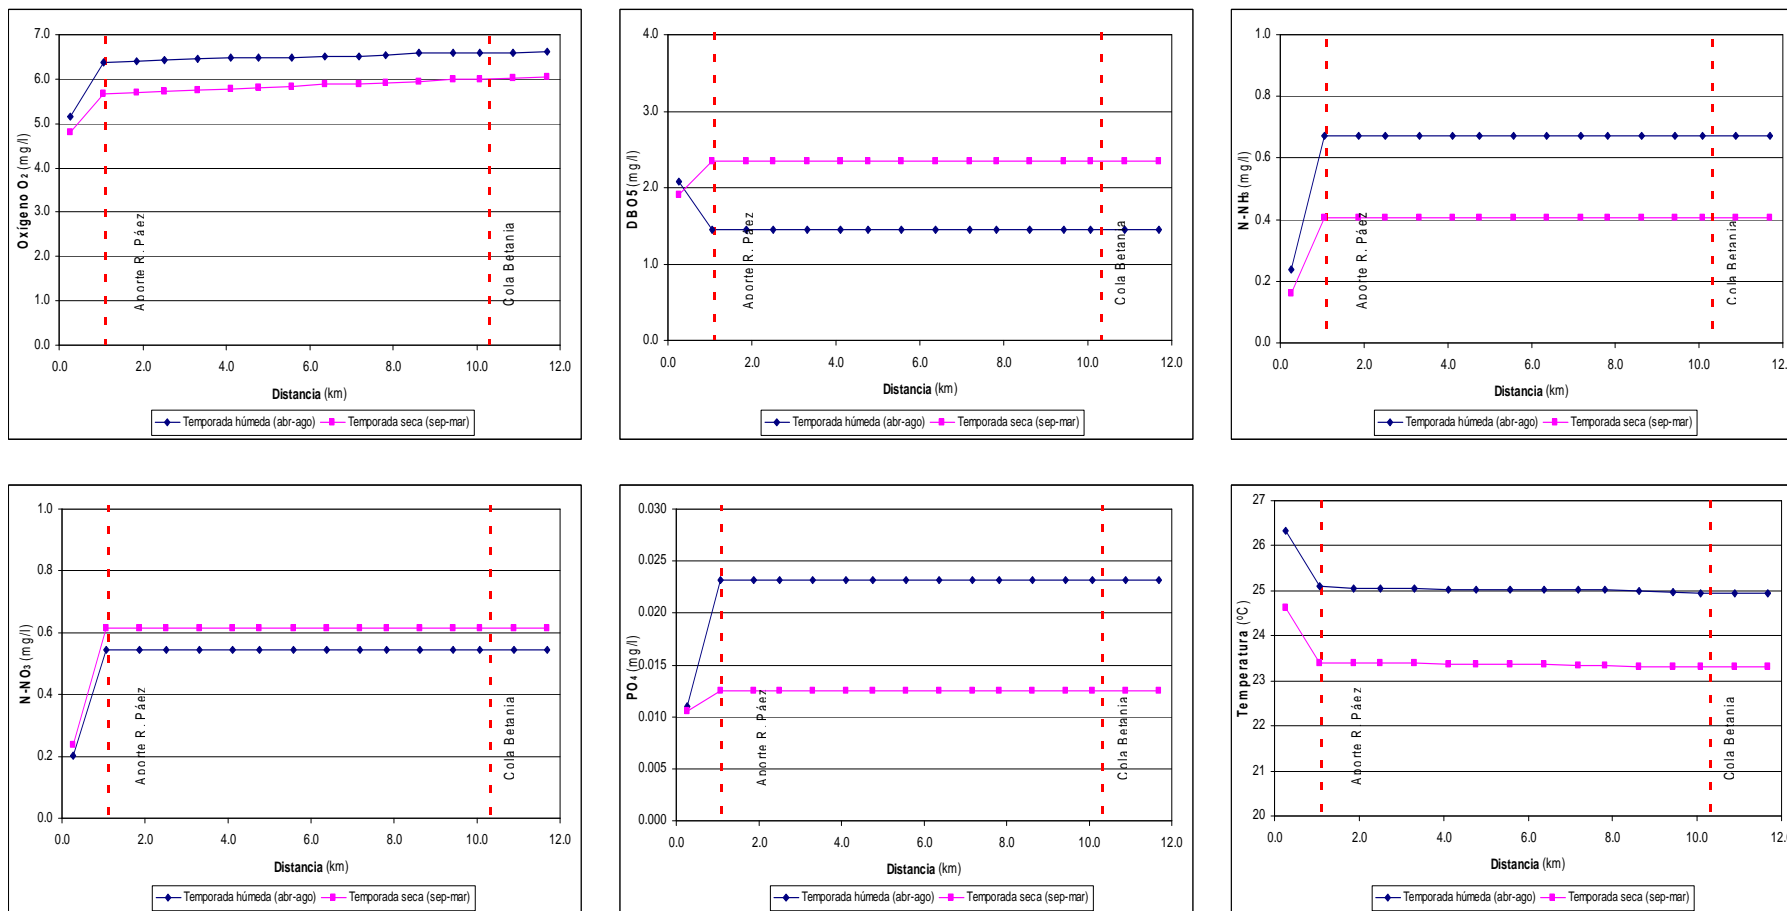 7.0
6.0
5.0
4.0
3.0
2.0
1.0
0.0
0.0 2.0 4.0 6.0 8.0 10.0 12.0
Oxígeno O2 (mg/l)
Aporte R. Páez
Cola Betania
Distancia (km)
Temporada húmeda (abr-ago) Temporada seca (sep-mar)
4.0
3.0
2.0
1.0
0.0
0.0 2.0 4.0 6.0 8.0 10.0 12.0
DBO5 (mg/l)
Aporte R. Páez
Cola Betania
Distancia (km)
Temporada húmeda (abr-ago) Temporada seca (sep-mar)
1.0
0.8
0.6
0.4
0.2
0.0
0.0 2.0 4.0 6.0 8.0 10.0 12.0
N-NH3 (mg/l)
Aporte R. Páez
Cola Betania
Distancia (km)
Temporada húmeda (abr-ago) Temporada seca (sep-mar)
1.0
0.8
0.6
0.4
0.2
0.0
0.0 2.0 4.0 6.0 8.0 10.0 12.0
N-NO3 (mg/l)
Aporte R. Páez
Cola Betania
Distancia (km)
Temporada húmeda (abr-ago) Temporada seca (sep-mar)
0.030
0.025
0.020
0.015
0.010
0.005
0.000
0.0 2.0 4.0 6.0 8.0 10.0 12.0
PO4 (mg/l)
Aporte R. Páez
Cola Betania
Distancia (km)
Temporada húmeda (abr-ago) Temporada seca (sep-mar)
27
26
25
24
23
22
21
20
0.0 2.0 4.0 6.0 8.0 10.0 12.0
Temperatura (ºC)
Aporte R. Páez
Cola Betania
Distancia (km)
Temporada húmeda (abr-ago) Temporada seca (sep-mar)